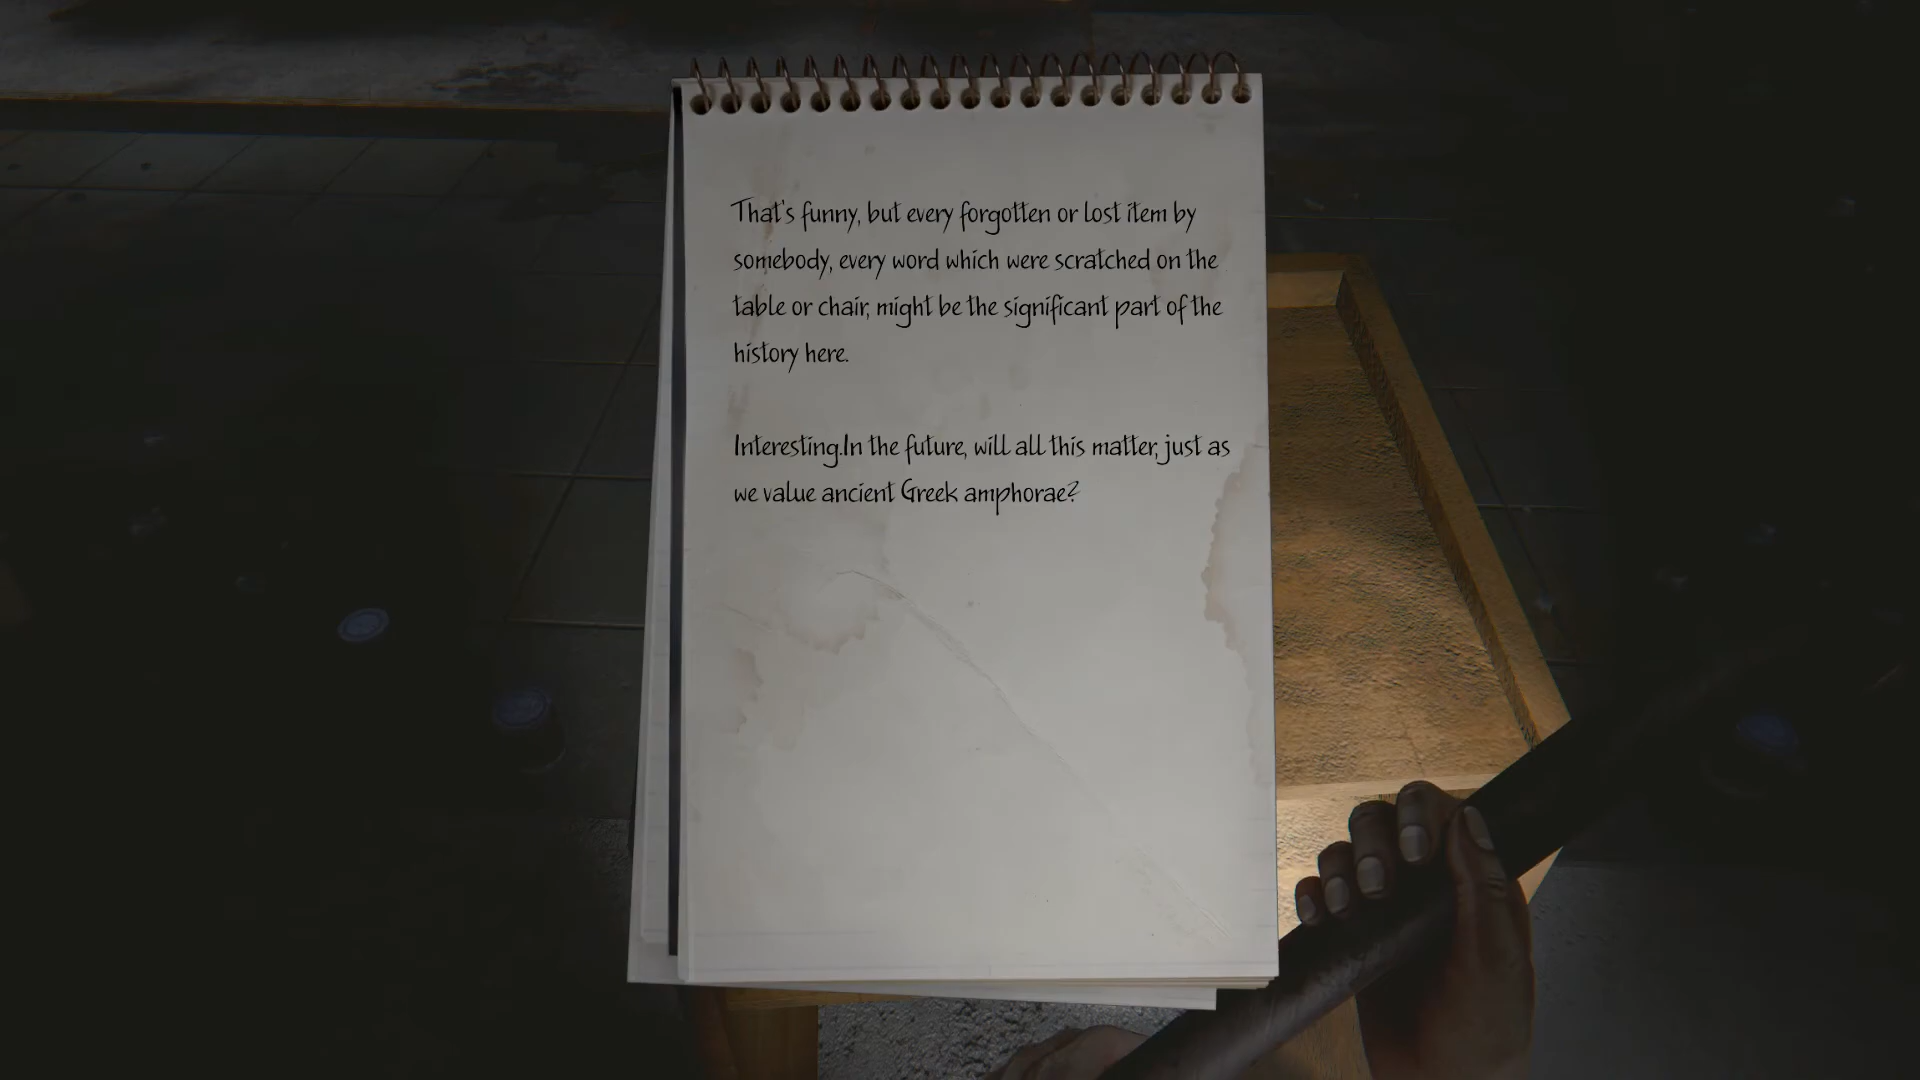 That's funny, but every forgotten or lost item by
somebody, every word which were scratched on the
table or chair, might be the significant part of the
history here.
Interesting.In the future, will all this matter, just as
we value ancient Greek amphorae?